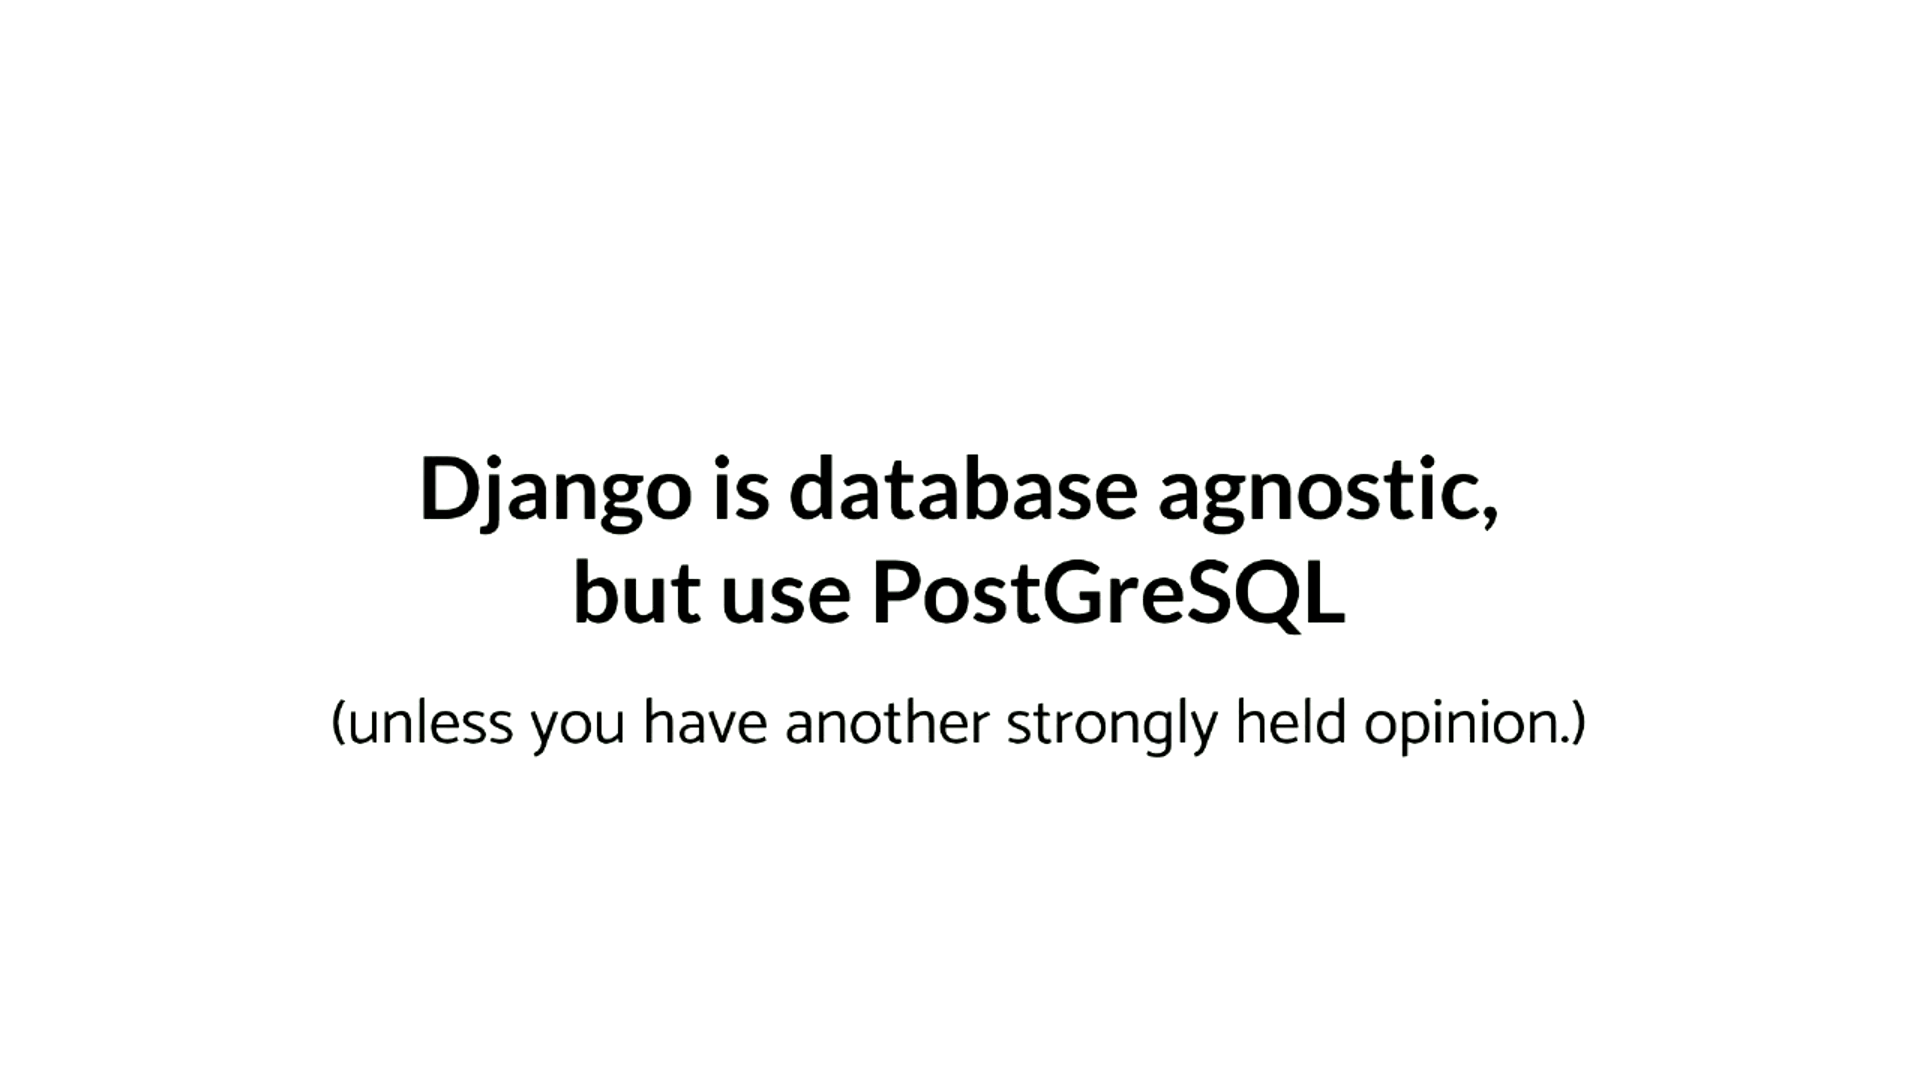 Django is database agnostic,
but use PostGreSQL
(unless you have another strongly held opinion.)